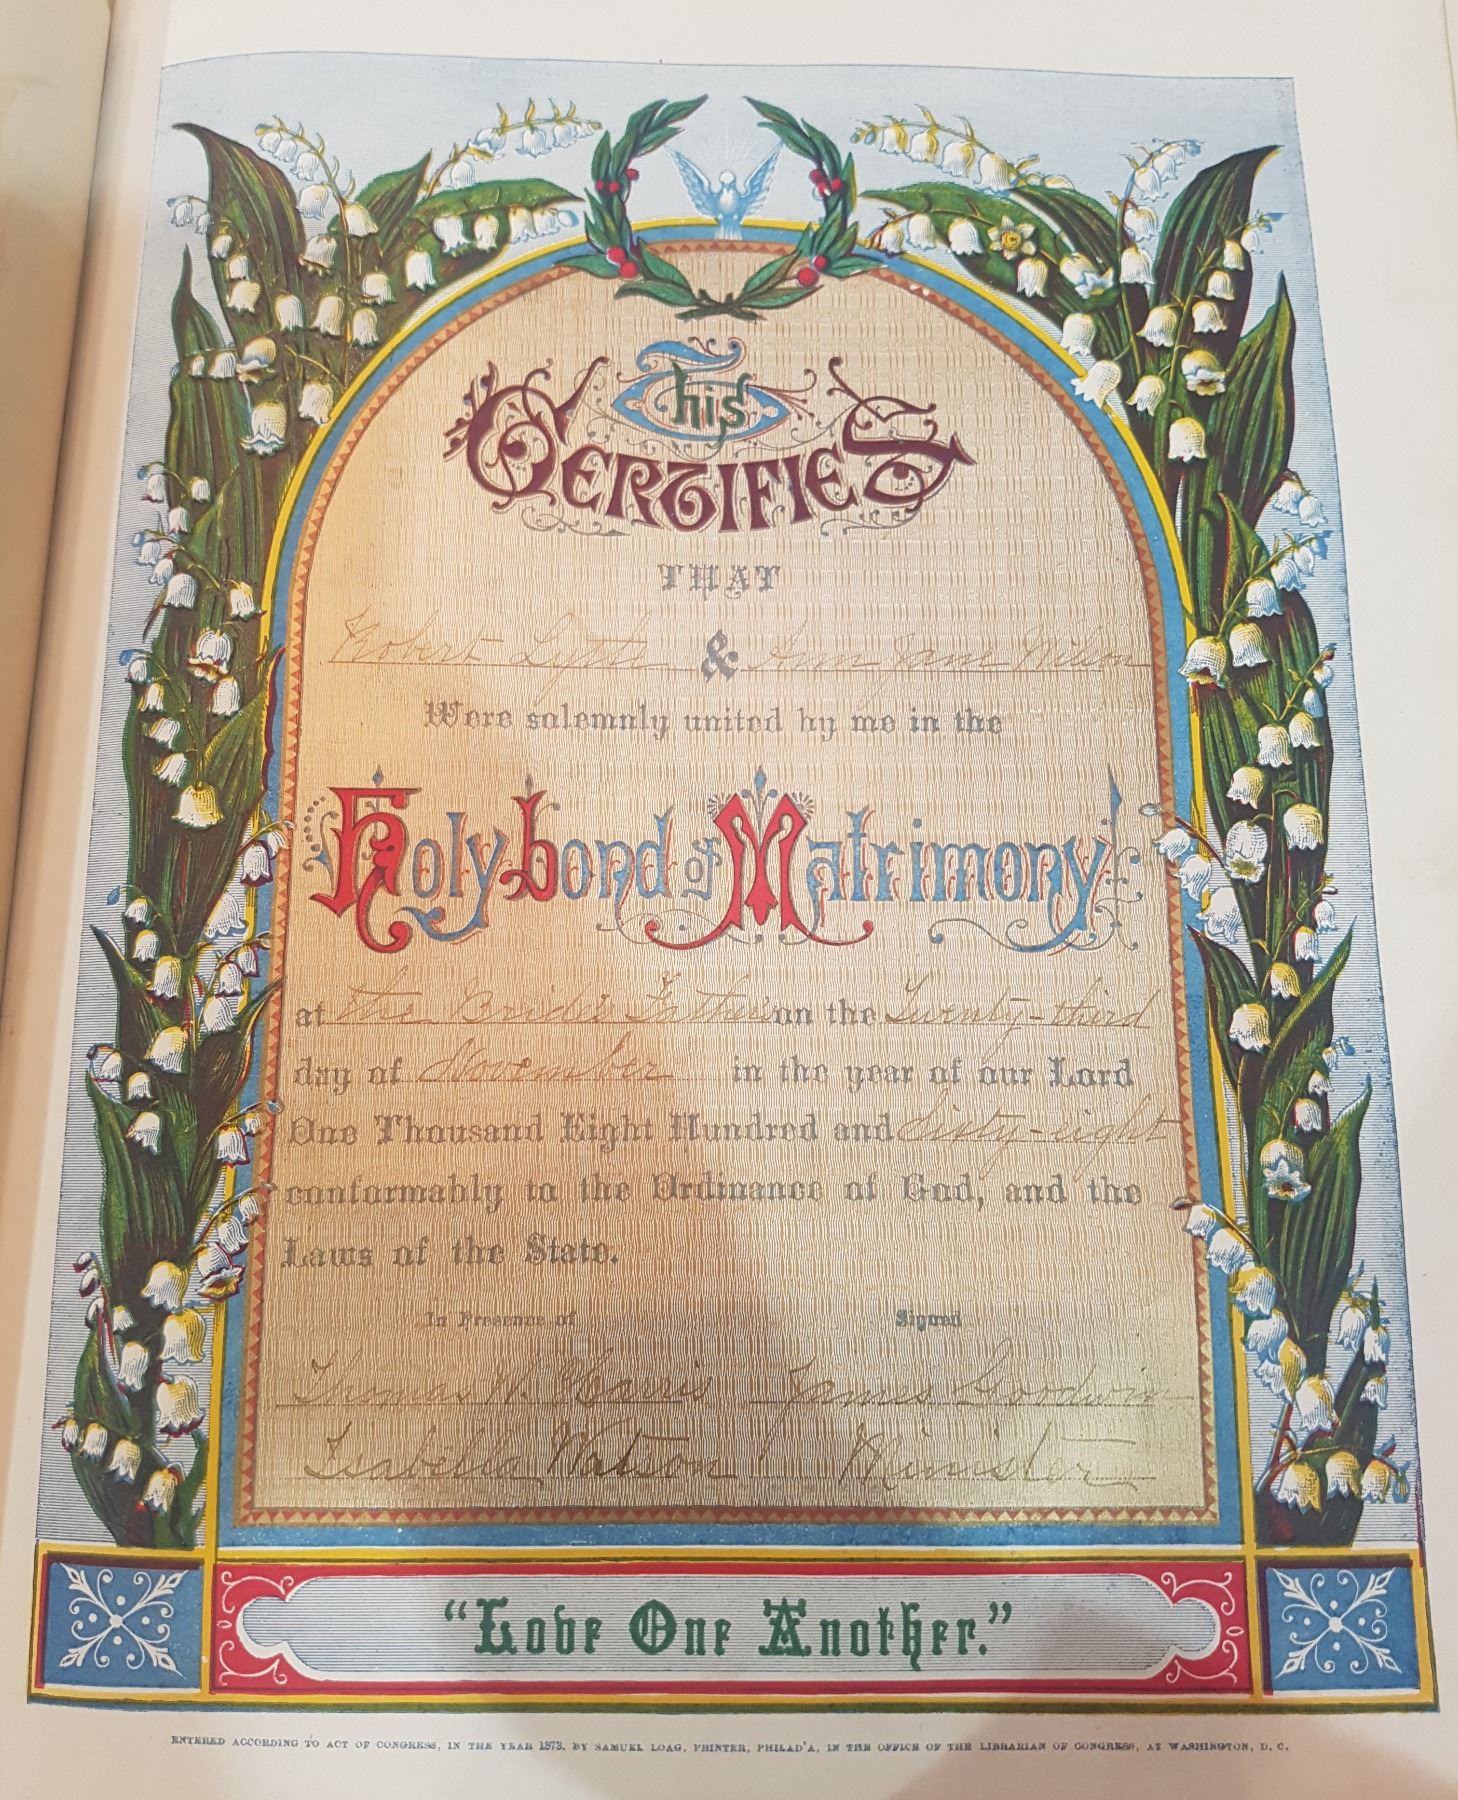 This
Certifies
THAT
Robert Lyttle & Ann Jane Wilson
Were solemnly united by me in the
Holy bond of Matrimony
at the Bride's Father's on the Twenty-third
day of November in the year of our Lord
One Thousand Eight Hundred and Sixty-eight
conformably to the Ordinance of God, and the
Laws of the State.
In Presence of Signed
Thomas W. Harris James Goodwin
Isabella Watson Minister
"Love One Another."
ENTERED ACCORDING TO ACT OF CONGRESS, IN THE YEAR 1873, BY SAMUEL LOAG, PRINTER, PHILAD'A, IN THE OFFICE OF THE LIBRARIAN OF CONGRESS, AT WASHINGTON, D. C.